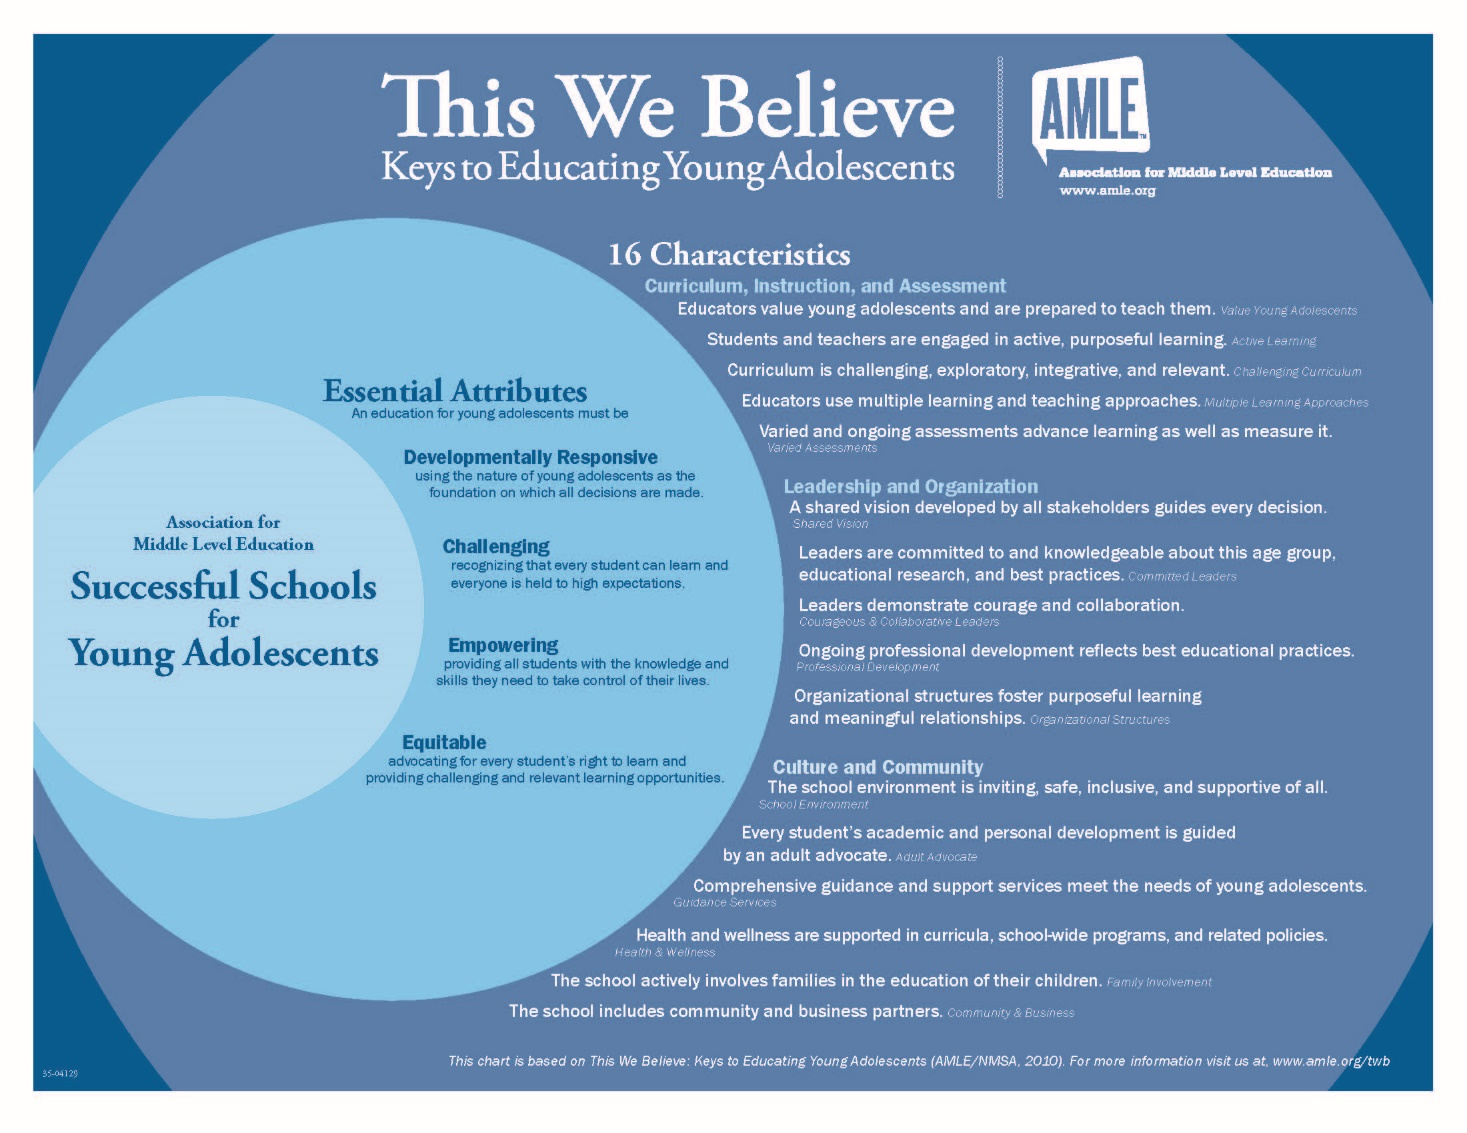 This We Believe
Keys to Educating Young Adolescents
AMLE™
Association for Middle Level Education
www.amle.org
Association for
Middle Level Education
Successful Schools
for
Young Adolescents
Essential Attributes
An education for young adolescents must be
Developmentally Responsive
using the nature of young adolescents as the
foundation on which all decisions are made.
Challenging
recognizing that every student can learn and
everyone is held to high expectations.
Empowering
providing all students with the knowledge and
skills they need to take control of their lives.
Equitable
advocating for every student's right to learn and
providing challenging and relevant learning opportunities.
16 Characteristics
Curriculum, Instruction, and Assessment
Educators value young adolescents and are prepared to teach them. Value Young Adolescents
Students and teachers are engaged in active, purposeful learning. Active Learning
Curriculum is challenging, exploratory, integrative, and relevant. Challenging Curriculum
Educators use multiple learning and teaching approaches. Multiple Learning Approaches
Varied and ongoing assessments advance learning as well as measure it.
Varied Assessments
Leadership and Organization
A shared vision developed by all stakeholders guides every decision.
Shared Vision
Leaders are committed to and knowledgeable about this age group,
educational research, and best practices. Committed Leaders
Leaders demonstrate courage and collaboration.
Courageous & Collaborative Leaders
Ongoing professional development reflects best educational practices.
Professional Development
Organizational structures foster purposeful learning
and meaningful relationships. Organizational Structures
Culture and Community
The school environment is inviting, safe, inclusive, and supportive of all.
School Environment
Every student's academic and personal development is guided
by an adult advocate. Adult Advocate
Comprehensive guidance and support services meet the needs of young adolescents.
Guidance Services
Health and wellness are supported in curricula, school-wide programs, and related policies.
Health & Wellness
The school actively involves families in the education of their children. Family Involvement
The school includes community and business partners. Community & Business
This chart is based on This We Believe: Keys to Educating Young Adolescents (AMLE/NMSA, 2010). For more information visit us at, www.amle.org/twb
35-04129